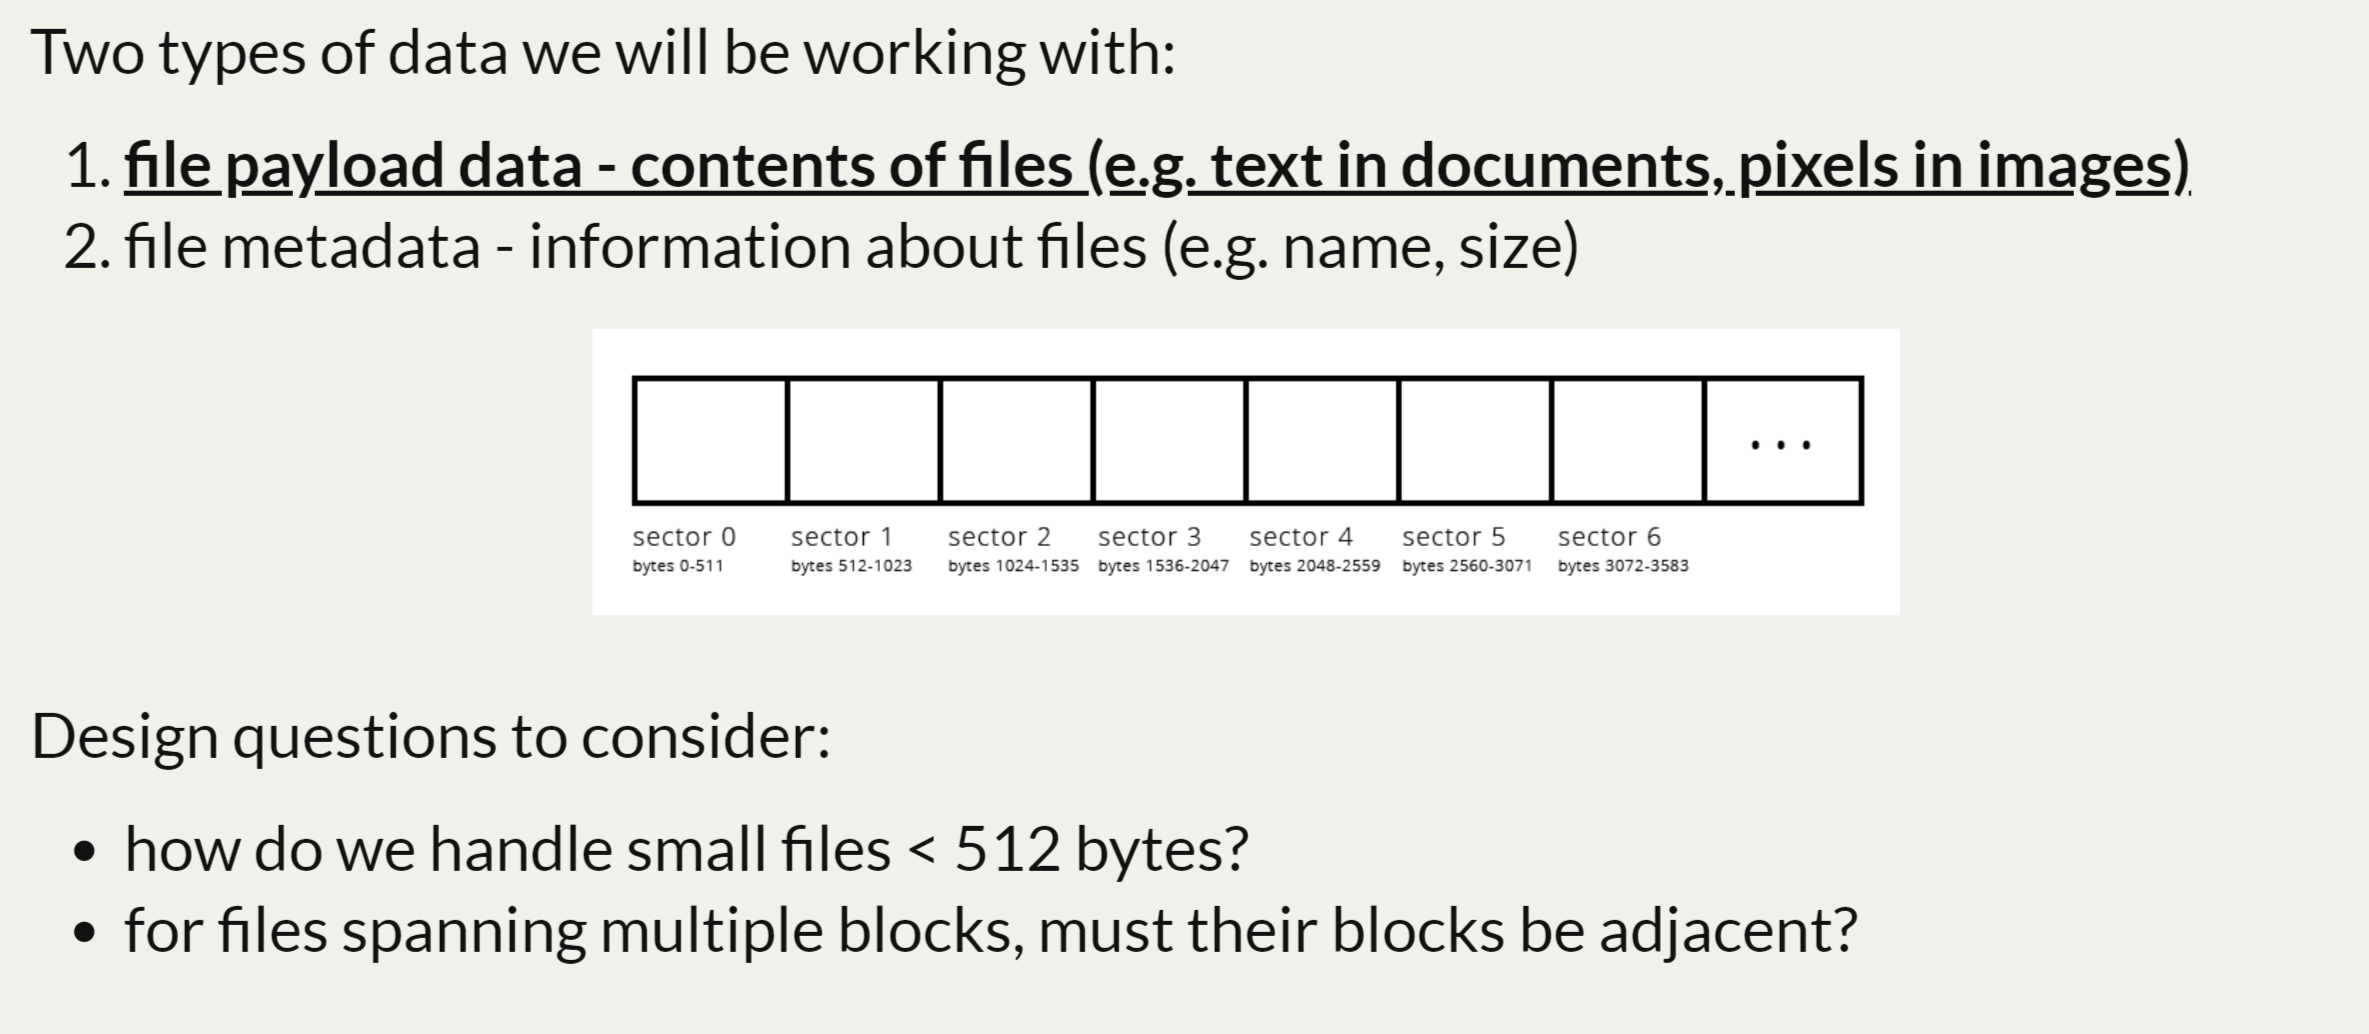 Two types of data we will be working with:
1. file payload data - contents of files (e.g. text in documents, pixels in images)
2. file metadata - information about files (e.g. name, size)
...
sector 0 sector 1 sector 2 sector 3 sector 4 sector 5 sector 6
bytes 0-511 bytes 512-1023 bytes 1024-1535 bytes 1536-2047 bytes 2048-2559 bytes 2560-3071 bytes 3072-3583
Design questions to consider:
• how do we handle small files < 512 bytes?
• for files spanning multiple blocks, must their blocks be adjacent?